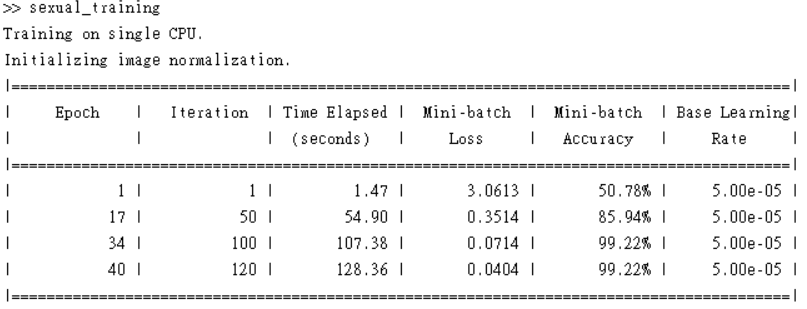 >> sexual_training
Training on single CPU.
Initializing image normalization.
|=========================================================================================|
| Epoch | Iteration | Time Elapsed | Mini-batch | Mini-batch | Base Learning|
| | | (seconds) | Loss | Accuracy | Rate |
|=========================================================================================|
| 1 | 1 | 1.47 | 3.0613 | 50.78% | 5.00e-05 |
| 17 | 50 | 54.90 | 0.3514 | 85.94% | 5.00e-05 |
| 34 | 100 | 107.38 | 0.0714 | 99.22% | 5.00e-05 |
| 40 | 120 | 128.36 | 0.0404 | 99.22% | 5.00e-05 |
|=========================================================================================|